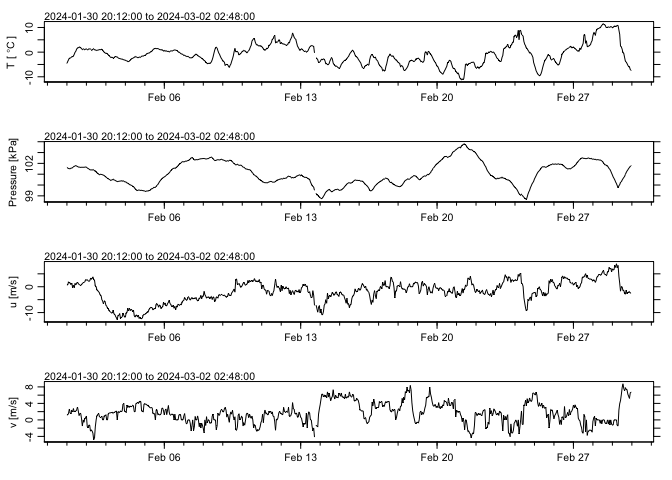 2024-01-30 20:12:00 to 2024-03-02 02:48:00
T [ °C ]
-10 0 10
Feb 06 Feb 13 Feb 20 Feb 27
2024-01-30 20:12:00 to 2024-03-02 02:48:00
Pressure [kPa]
99 102
Feb 06 Feb 13 Feb 20 Feb 27
2024-01-30 20:12:00 to 2024-03-02 02:48:00
u [m/s]
-10 0
Feb 06 Feb 13 Feb 20 Feb 27
2024-01-30 20:12:00 to 2024-03-02 02:48:00
v [m/s]
-4 0 4 8
Feb 06 Feb 13 Feb 20 Feb 27